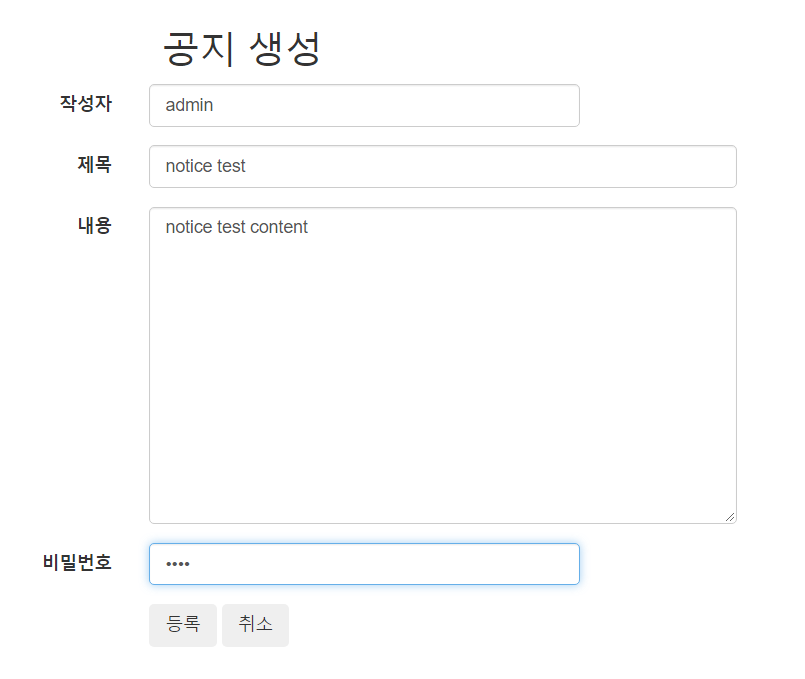 공지 생성
작성자 admin
제목 notice test
내용 notice test content
비밀번호 ••••
등록 취소